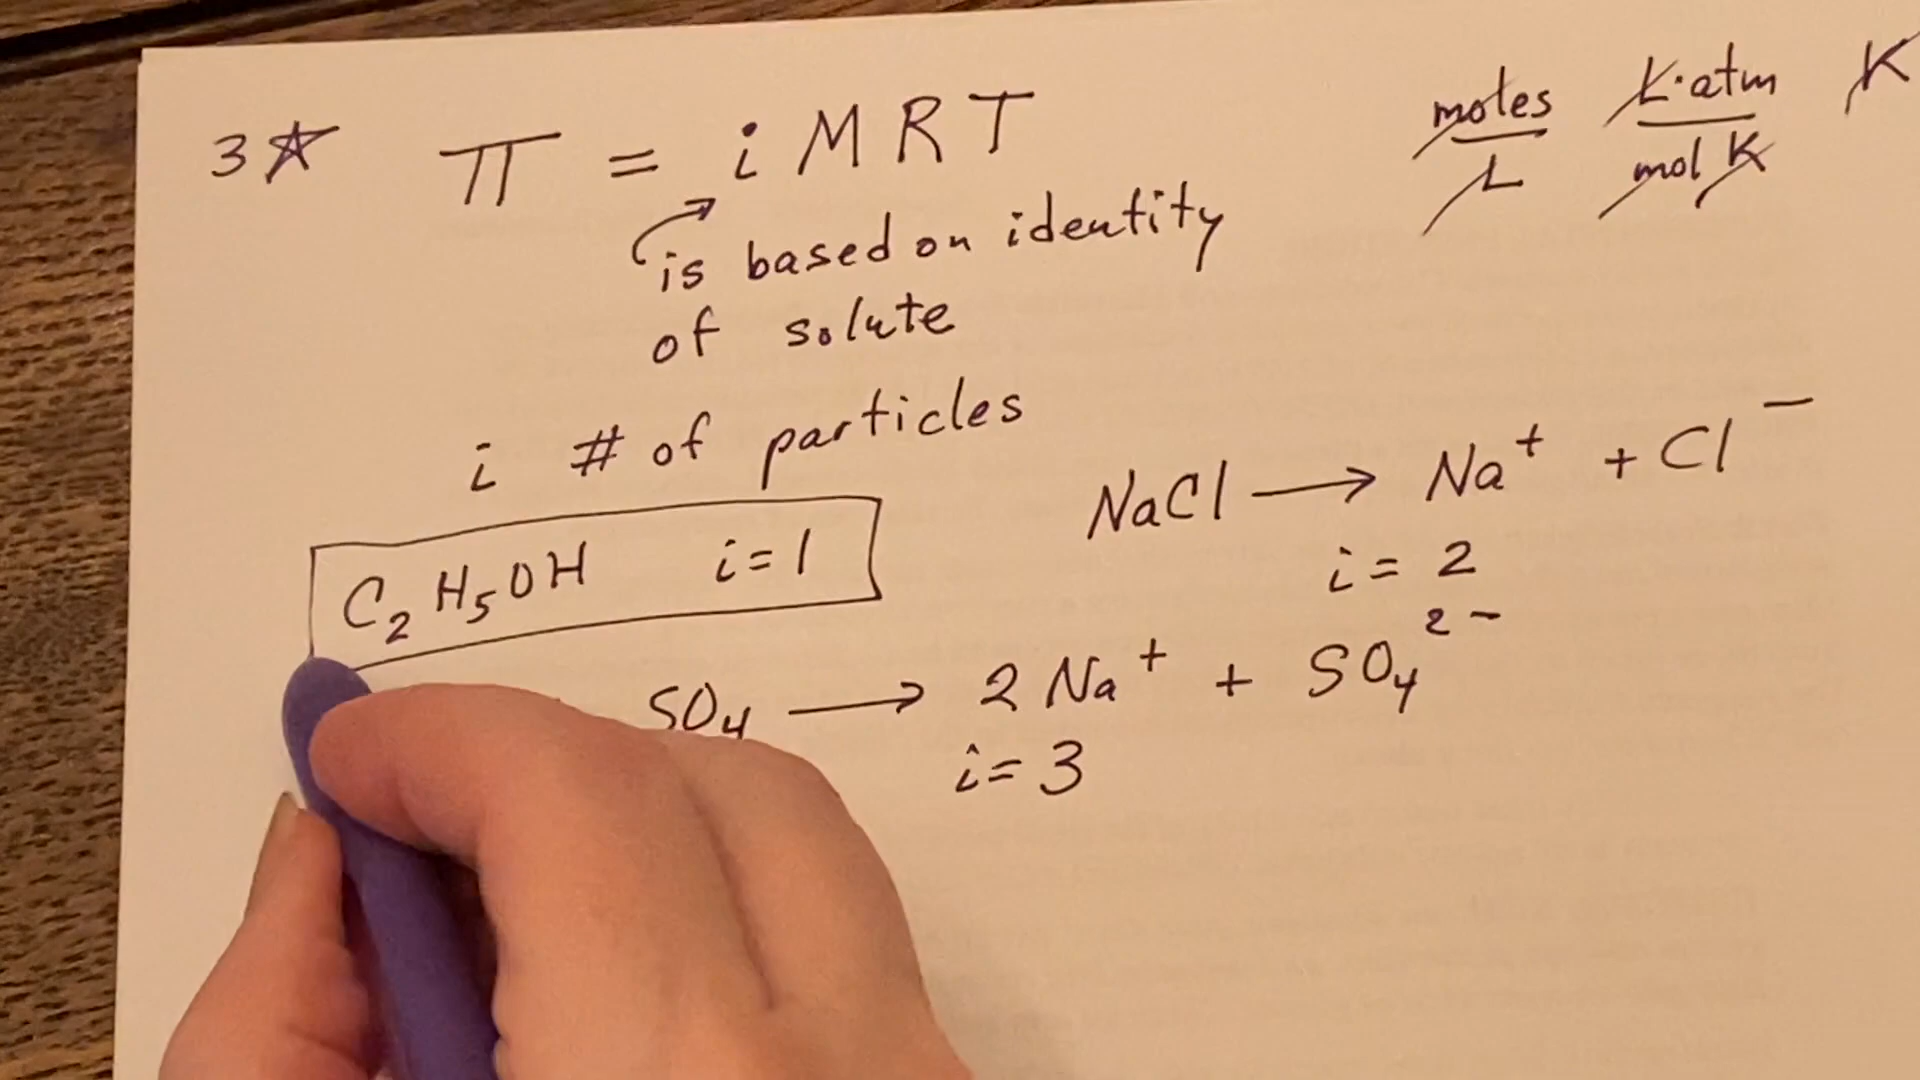 3☆ π = i M R T
moles / L   L·atm / mol K   K
is based on identity
of solute
i # of particles
NaCl → Na⁺ + Cl⁻
C₂H₅OH i=1
i = 2
SO₄ → 2 Na⁺ + SO₄²⁻
i = 3